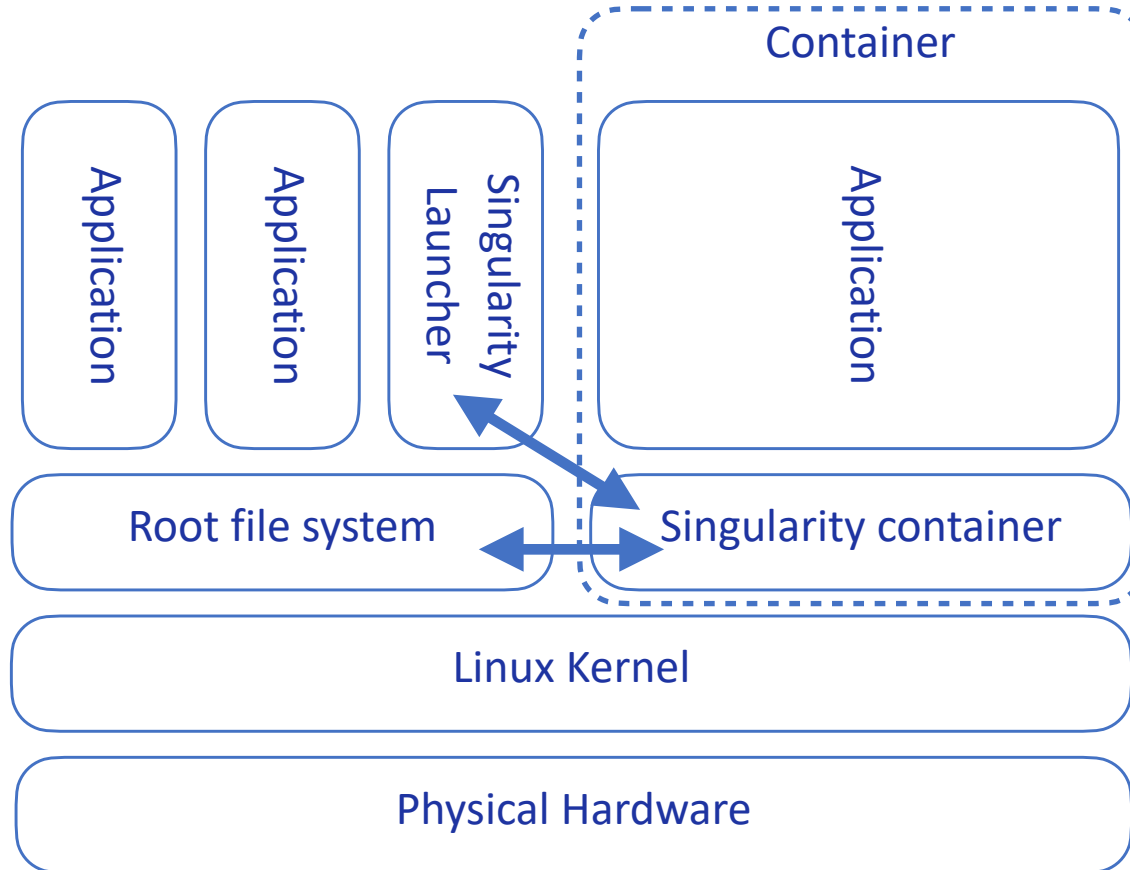 Container
Application
Application
Singularity
Launcher
Application
Root file system
Singularity container
Linux Kernel
Physical Hardware